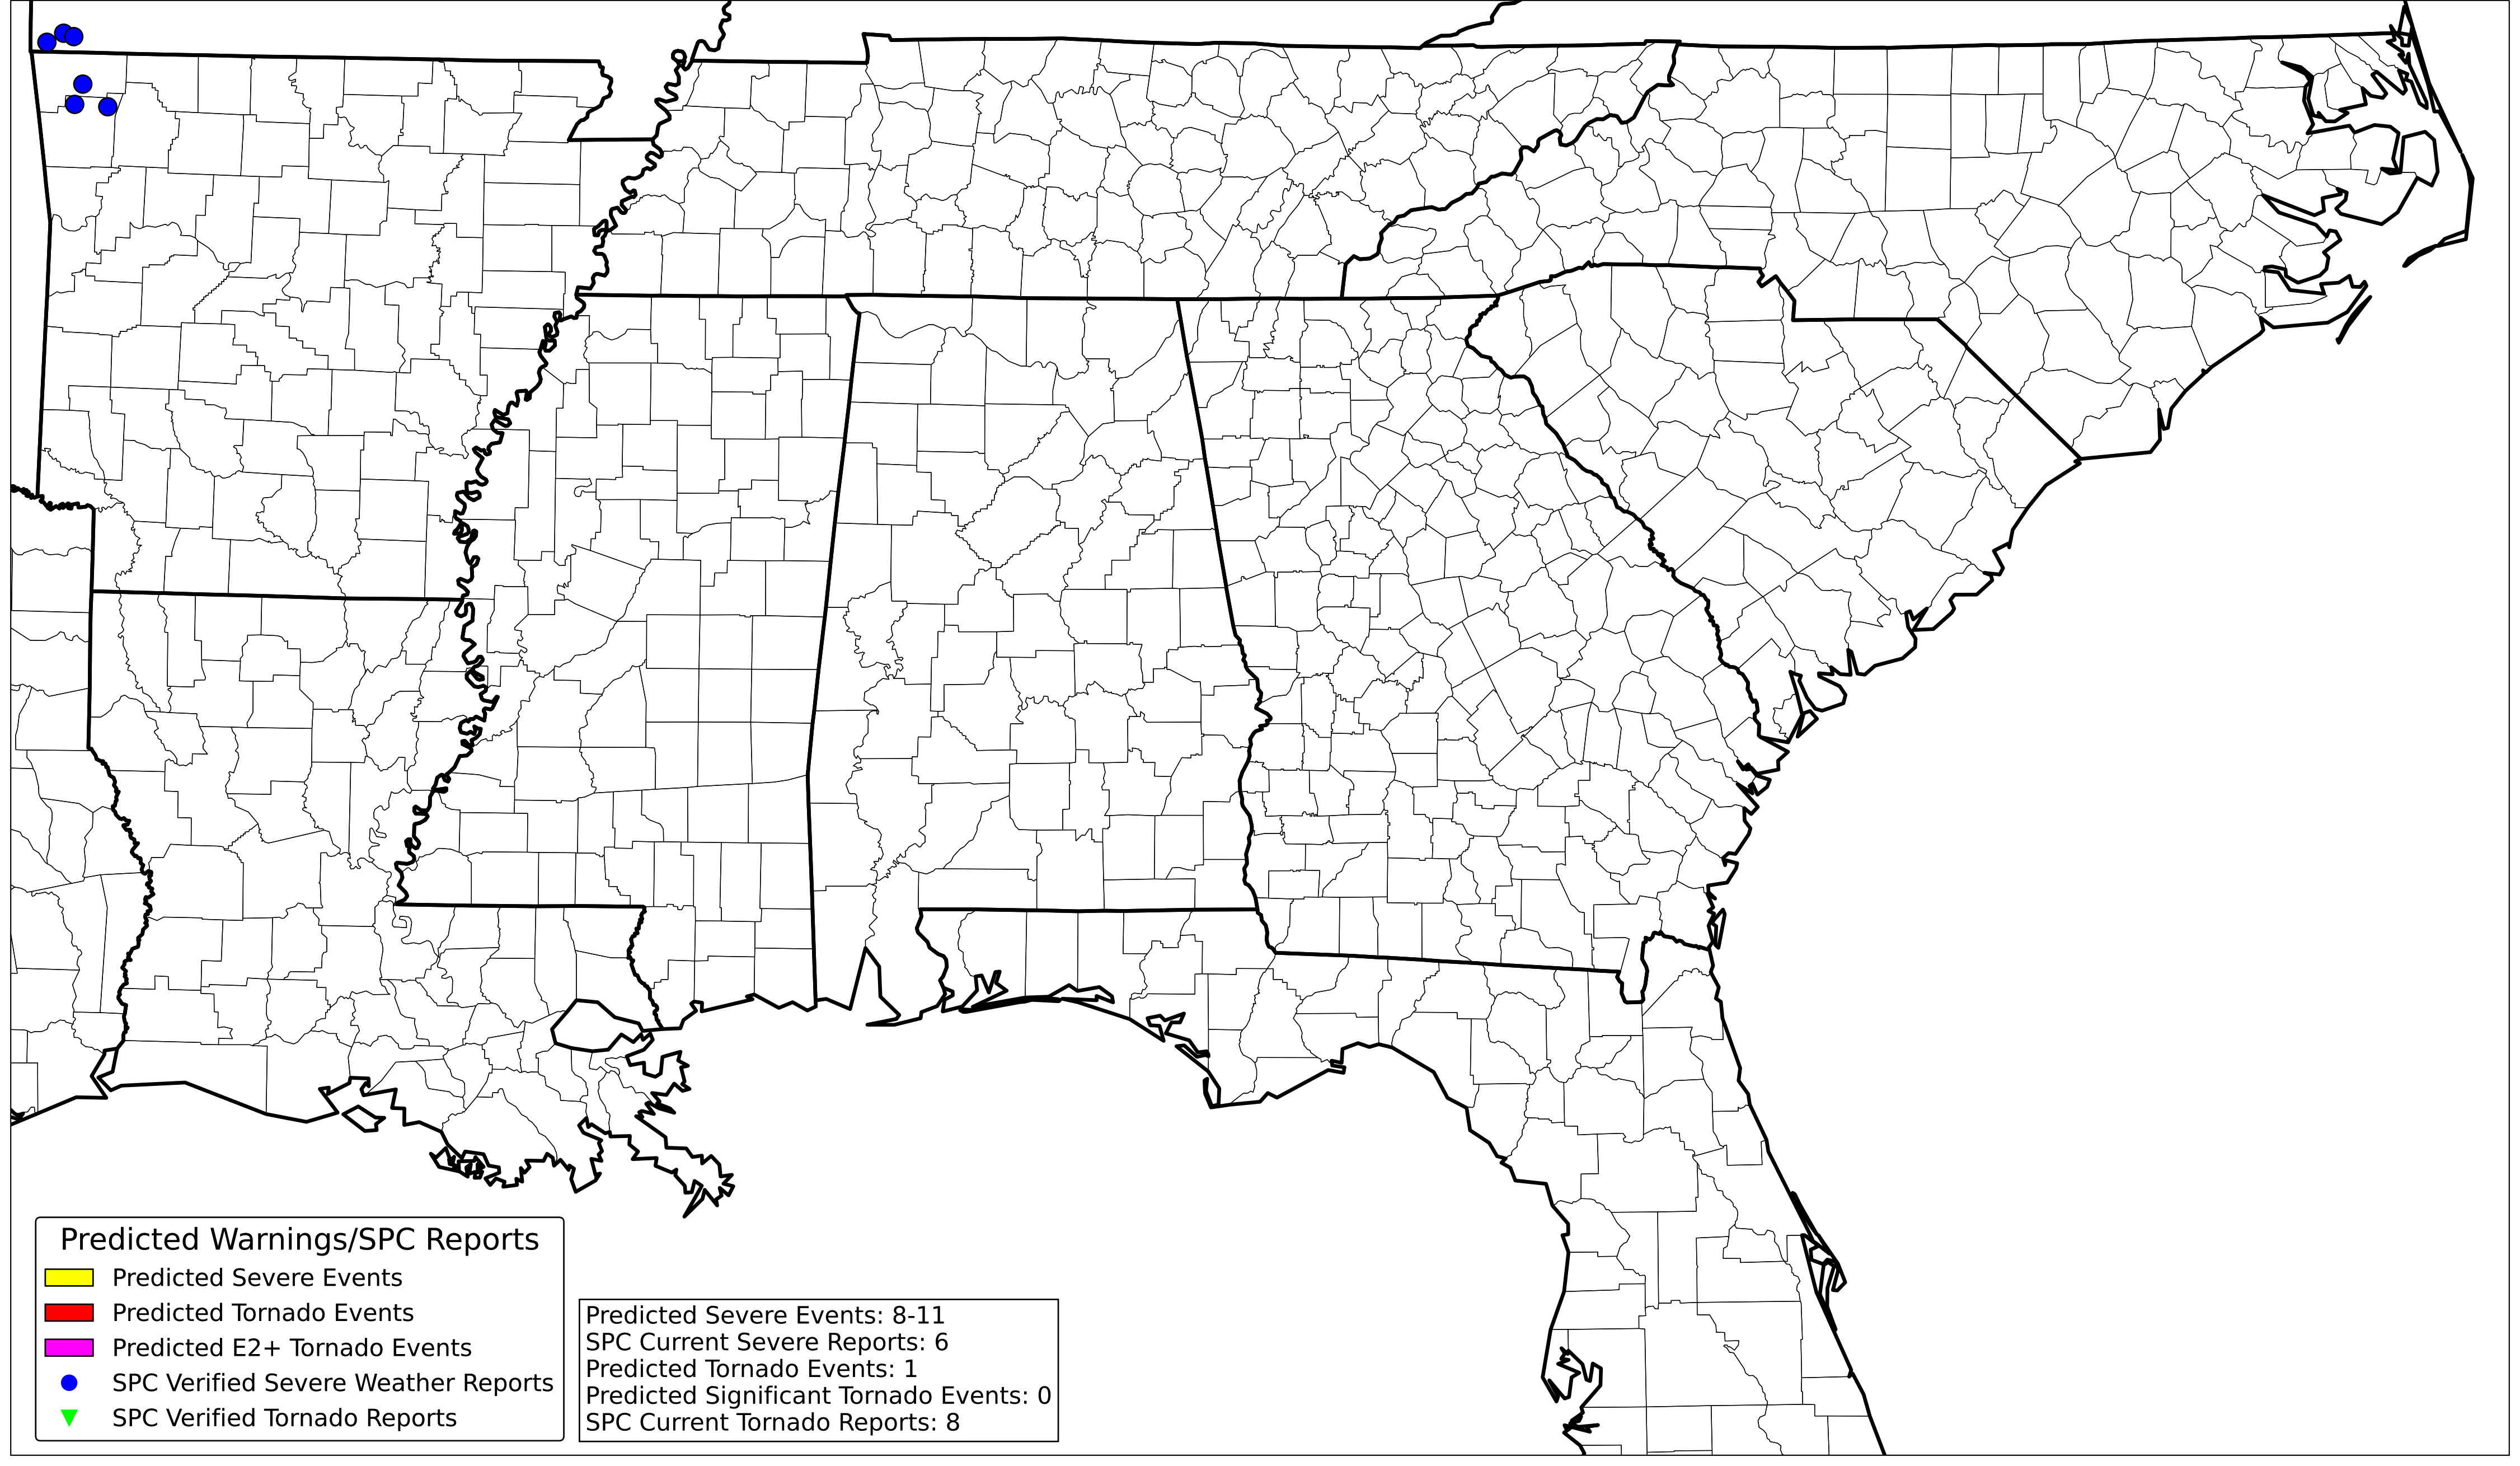 Predicted Warnings/SPC Reports
Predicted Severe Events
Predicted Tornado Events
Predicted E2+ Tornado Events
SPC Verified Severe Weather Reports
SPC Verified Tornado Reports
Predicted Severe Events: 8-11
SPC Current Severe Reports: 6
Predicted Tornado Events: 1
Predicted Significant Tornado Events: 0
SPC Current Tornado Reports: 8